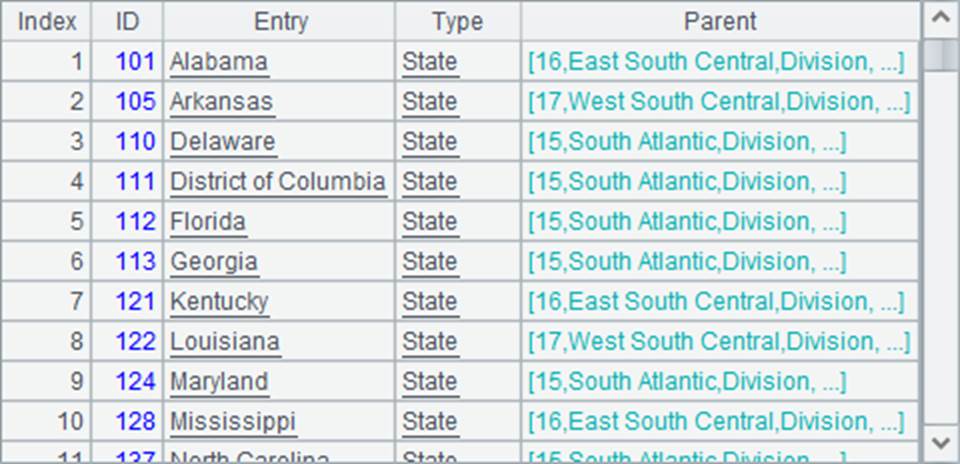 Index ID Entry Type Parent
1 101 Alabama State [16,East South Central,Division, ...]
2 105 Arkansas State [17,West South Central,Division, ...]
3 110 Delaware State [15,South Atlantic,Division, ...]
4 111 District of Columbia State [15,South Atlantic,Division, ...]
5 112 Florida State [15,South Atlantic,Division, ...]
6 113 Georgia State [15,South Atlantic,Division, ...]
7 121 Kentucky State [16,East South Central,Division, ...]
8 122 Louisiana State [17,West South Central,Division, ...]
9 124 Maryland State [15,South Atlantic,Division, ...]
10 128 Mississippi State [16,East South Central,Division, ...]
11 137 North Carolina State [15,South Atlantic,Division, ...]